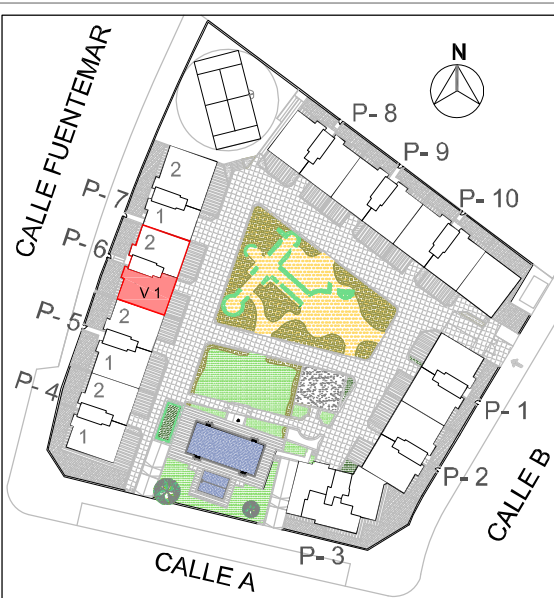 CALLE FUENTEMAR
N
P- 8
P- 9
P- 10
2
1
P- 7
2
P- 6
V 1
2
1
P- 5
2
1
P- 4
P- 1
P- 2
P- 3
CALLE B
CALLE A